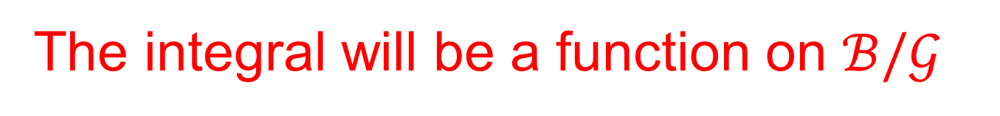 The integral will be a function on ℬ/𝒢